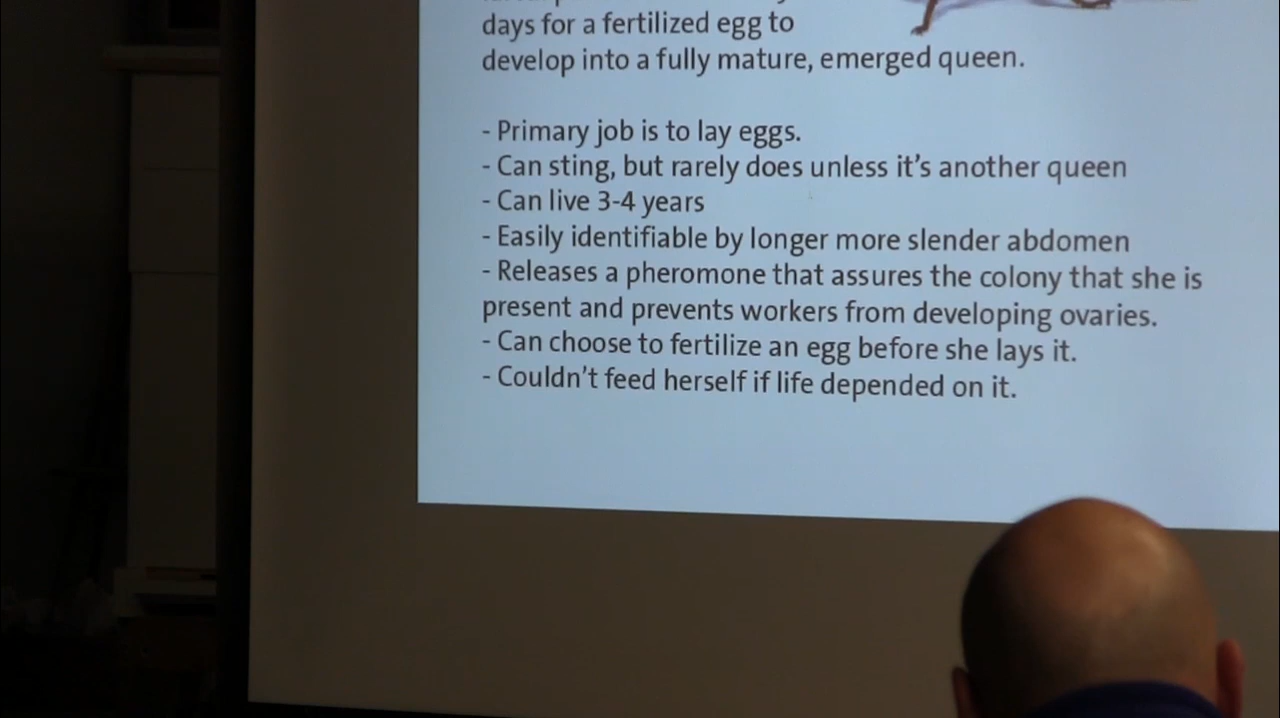 days for a fertilized egg to
develop into a fully mature, emerged queen.
- Primary job is to lay eggs.
- Can sting, but rarely does unless it's another queen
- Can live 3-4 years
- Easily identifiable by longer more slender abdomen
- Releases a pheromone that assures the colony that she is
present and prevents workers from developing ovaries.
- Can choose to fertilize an egg before she lays it.
- Couldn't feed herself if life depended on it.